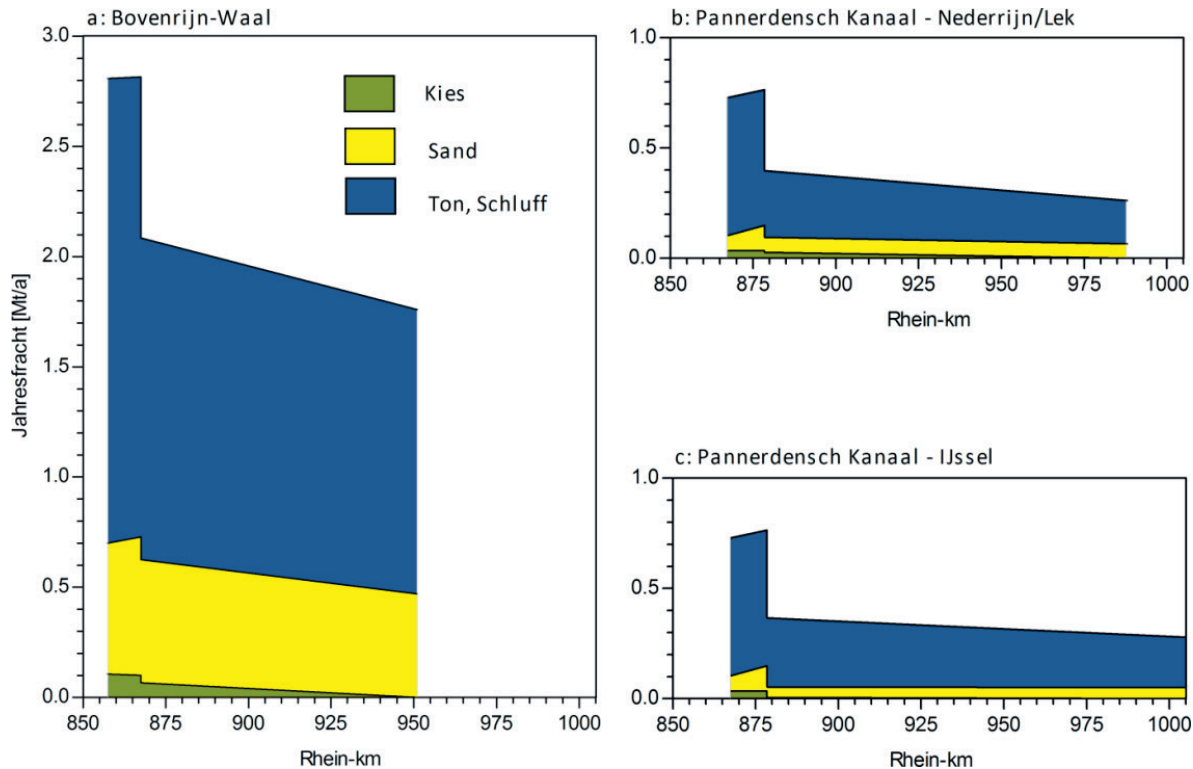 a: Bovenrijn-Waal
3.0
2.5
2.0
1.5
1.0
0.5
0.0
Jahresfracht [Mt/a]
Kies
Sand
Ton, Schluff
850 875 900 925 950 975 1000
Rhein-km
b: Pannerdensch Kanaal - Nederrijn/Lek
1.0
0.5
0.0
850 875 900 925 950 975 1000
Rhein-km
c: Pannerdensch Kanaal - IJssel
1.0
0.5
0.0
850 875 900 925 950 975 1000
Rhein-km